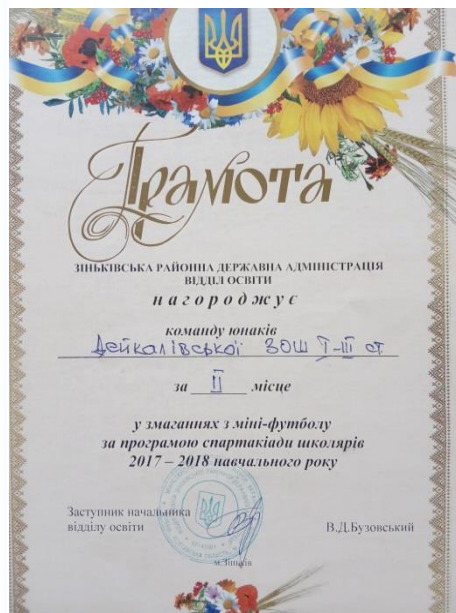 Грамота
ЗІНЬКІВСЬКА РАЙОННА ДЕРЖАВНА АДМІНІСТРАЦІЯ
ВІДДІЛ ОСВІТИ
нагороджує
команду юнаків
Дейкалівської ЗОШ І-ІІІ ст
за ІІ місце
у змаганнях з міні-футболу
за програмою спартакіади школярів
2017 – 2018 навчального року
Заступник начальника
відділу освіти
В.Д.Бузовський
м.Зіньків